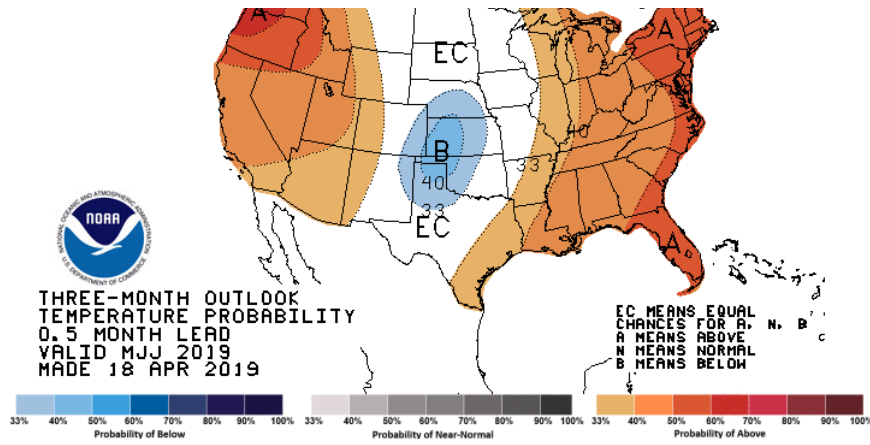 A
EC
A
40
B
3
40
33
EC
A
NATIONAL OCEANIC AND ATMOSPHERIC ADMINISTRATION
NOAA
U.S. DEPARTMENT OF COMMERCE
THREE-MONTH OUTLOOK
TEMPERATURE PROBABILITY
0.5 MONTH LEAD
VALID MJJ 2019
MADE 18 APR 2019
EC MEANS EQUAL
CHANCES FOR A, N, B
A MEANS ABOVE
N MEANS NORMAL
B MEANS BELOW
33% 40% 50% 60% 70% 80% 90% 100%
Probability of Below
33% 40% 50% 60% 70% 80% 90% 100%
Probability of Near-Normal
33% 40% 50% 60% 70% 80% 90% 100%
Probability of Above